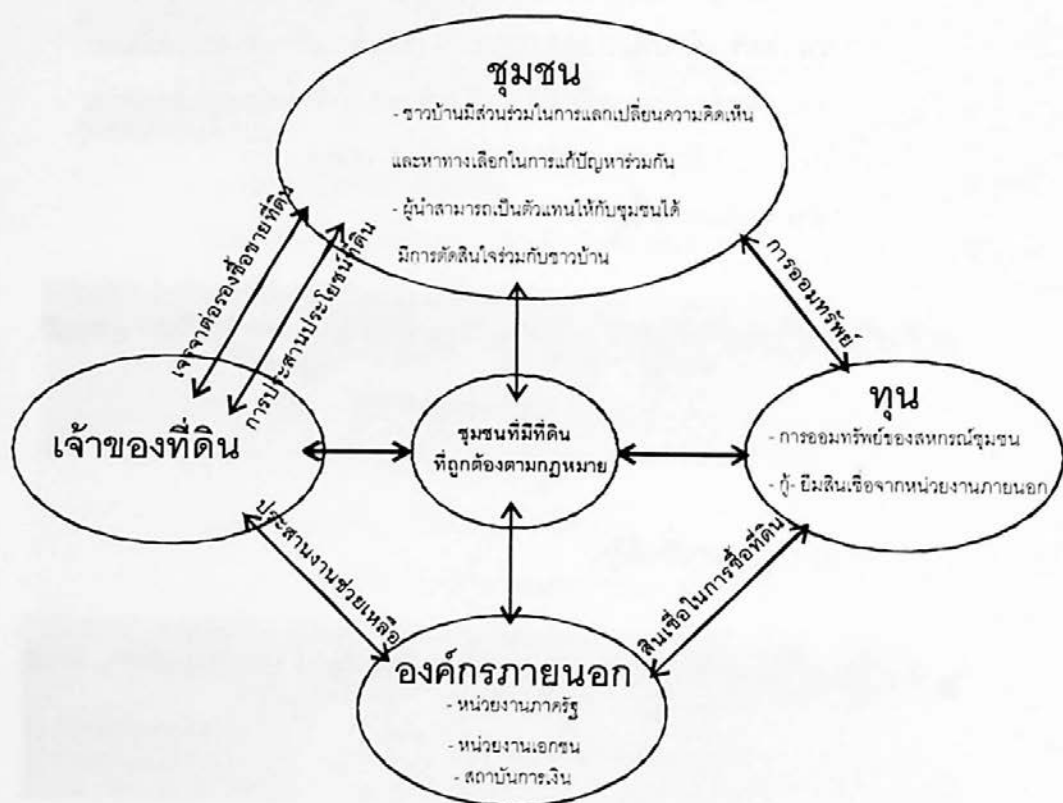 ชุมชน
- ชาวบ้านมีส่วนร่วมในการแลกเปลี่ยนความคิดเห็น
และหาทางเลือกในการแก้ปัญหาร่วมกัน
- ผู้นำสามารถเป็นตัวแทนให้กับชุมชนได้
มีการตัดสินใจร่วมกับชาวบ้าน
เจรจาต่อรองซื้อขายที่ดิน
การประสานประโยชน์ที่ดิน
การออมทรัพย์
เจ้าของที่ดิน
ชุมชนที่มีที่ดิน
ที่ถูกต้องตามกฎหมาย
ทุน
- การออมทรัพย์ของสหกรณ์ชุมชน
- กู้- ยืมสินเชื่อจากหน่วยงานภายนอก
ประสานงานช่วยเหลือ
สินเชื่อในการซื้อที่ดิน
องค์กรภายนอก
- หน่วยงานภาครัฐ
- หน่วยงานเอกชน
- สถาบันการเงิน